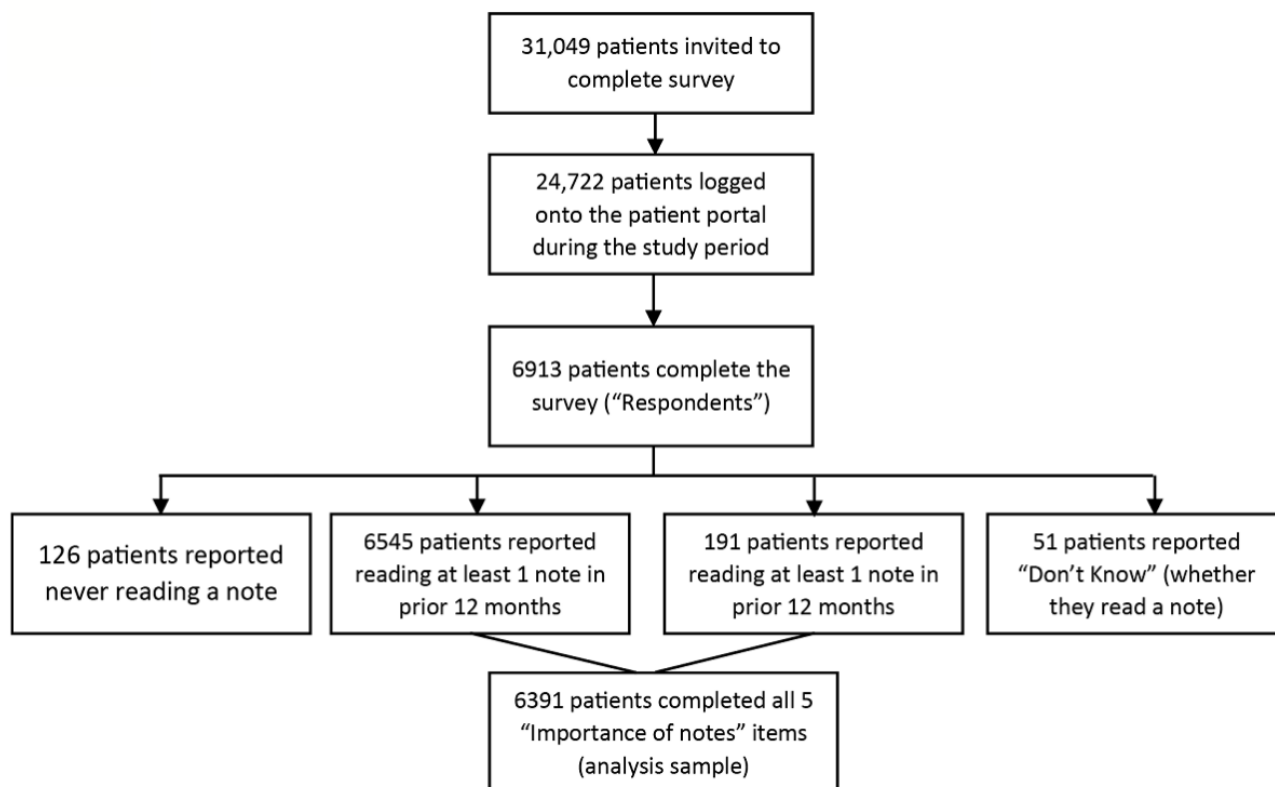 31,049 patients invited to
complete survey
24,722 patients logged
onto the patient portal
during the study period
6913 patients complete the
survey (“Respondents”)
126 patients reported
never reading a note
6545 patients reported
reading at least 1 note in
prior 12 months
191 patients reported
reading at least 1 note in
prior 12 months
51 patients reported
“Don’t Know” (whether
they read a note)
6391 patients completed all 5
“Importance of notes” items
(analysis sample)